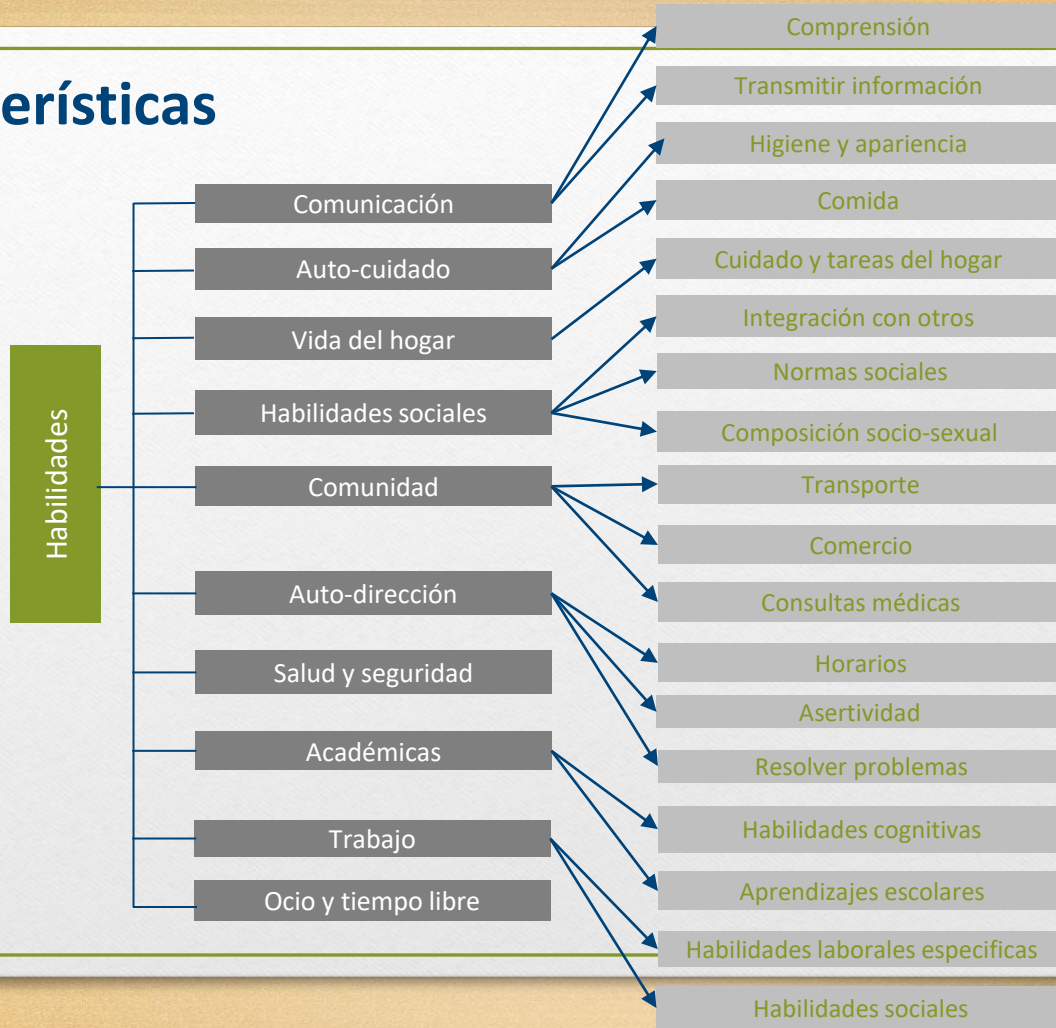 erísticas
Habilidades
Comunicación
Auto-cuidado
Vida del hogar
Habilidades sociales
Comunidad
Auto-dirección
Salud y seguridad
Académicas
Trabajo
Ocio y tiempo libre
Comprensión
Transmitir información
Higiene y apariencia
Comida
Cuidado y tareas del hogar
Integración con otros
Normas sociales
Composición socio-sexual
Transporte
Comercio
Consultas médicas
Horarios
Asertividad
Resolver problemas
Habilidades cognitivas
Aprendizajes escolares
Habilidades laborales especificas
Habilidades sociales